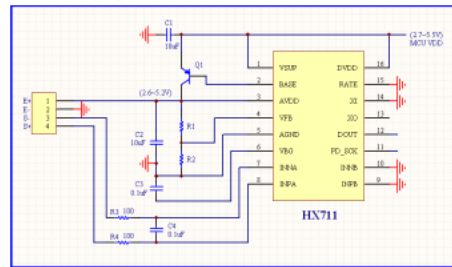 C1
10uF
(2.7~5.5V)
MCU VDD
Q1
(2.6~5.2V)
E+ 1
E- 2
S- 3
S+ 4
R1
R2
C2
10uF
C3
0.1uF
R3 100
R4 100
C4
0.1uF
1 VSUP DVDD 16
2 BASE RATE 15
3 AVDD XI 14
4 VFB XO 13
5 AGND DOUT 12
6 VBG PD_SCK 11
7 INNA INNB 10
8 INPA INPB 9
HX711